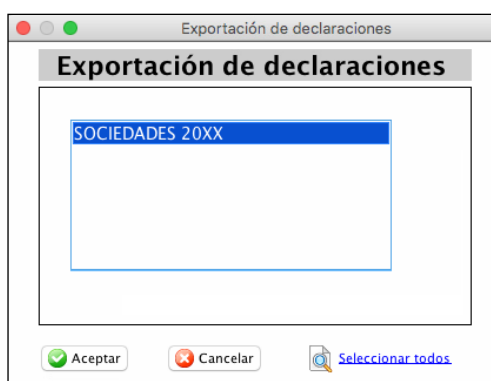 Exportación de declaraciones
Exportación de declaraciones
SOCIEDADES 20XX
Aceptar Cancelar Seleccionar todos